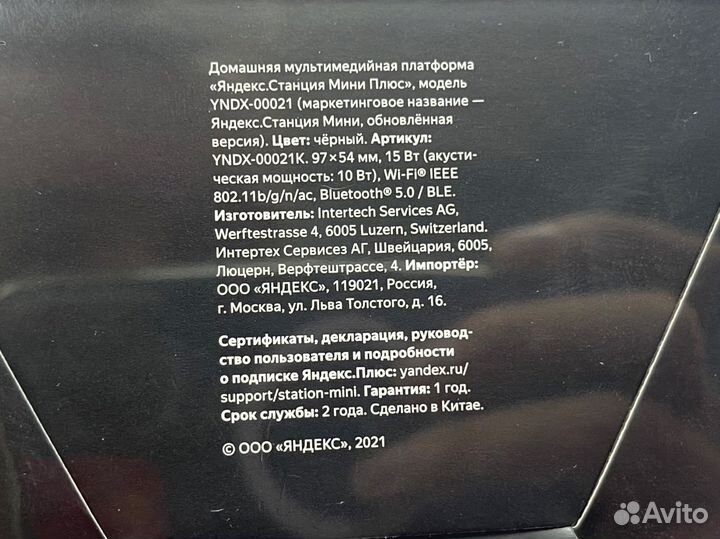 Домашняя мультимедийная платформа
«Яндекс.Станция Мини Плюс», модель
YNDX-00021 (маркетинговое название —
Яндекс.Станция Мини, обновлённая
версия). Цвет: чёрный. Артикул:
YNDX-00021K. 97×54 мм, 15 Вт (акусти-
ческая мощность: 10 Вт), Wi-Fi® IEEE
802.11b/g/n/ac, Bluetooth® 5.0 / BLE.
Изготовитель: Intertech Services AG,
Werftestrasse 4, 6005 Luzern, Switzerland.
Интертех Сервисез АГ, Швейцария, 6005,
Люцерн, Верфтештрассе, 4. Импортёр:
ООО «ЯНДЕКС», 119021, Россия,
г. Москва, ул. Льва Толстого, д. 16.
Сертификаты, декларация, руковод-
ство пользователя и подробности
о подписке Яндекс.Плюс: yandex.ru/
support/station-mini. Гарантия: 1 год.
Срок службы: 2 года. Сделано в Китае.
© ООО «ЯНДЕКС», 2021
Avito